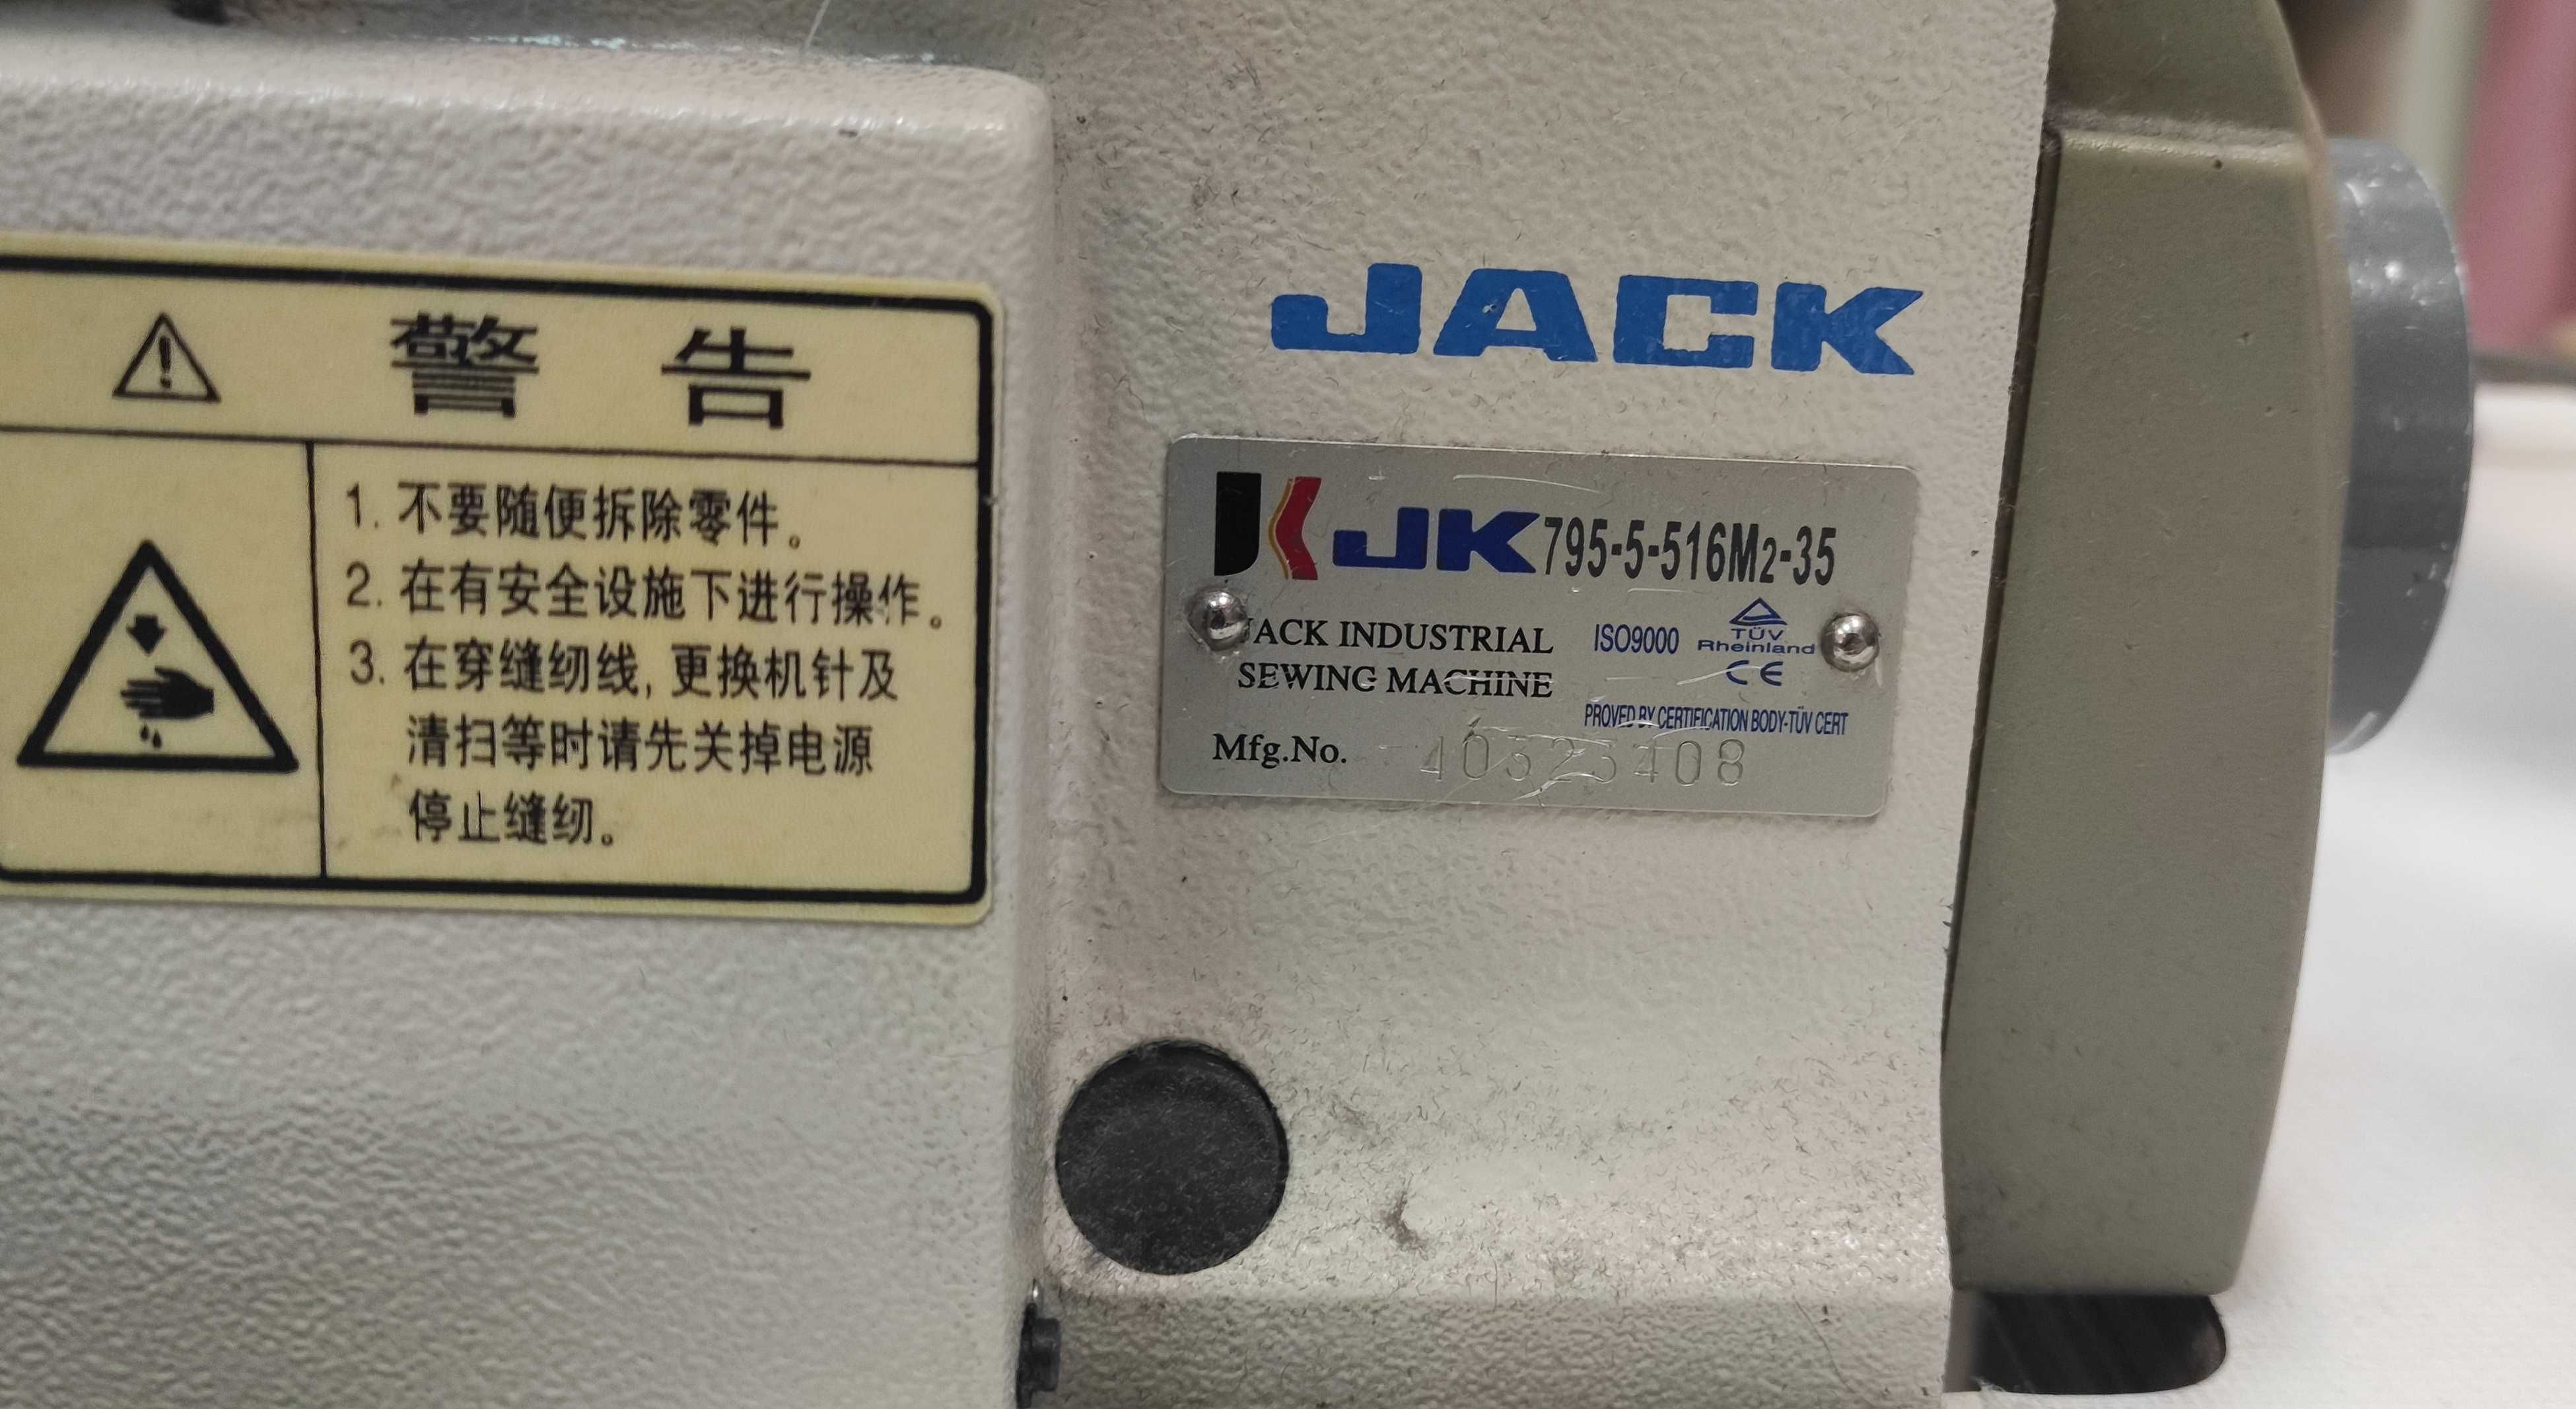 警告
1. 不要随便拆除零件。
2. 在有安全设施下进行操作。
3. 在穿缝纫线, 更换机针及
清扫等时请先关掉电源
停止缝纫。
JACK
JK 795-5-516M2-35
JACK INDUSTRIAL
SEWING MACHINE
ISO9000
TÜV
Rheinland
CE
PROVED BY CERTIFICATION BODY-TÜV CERT
Mfg.No.